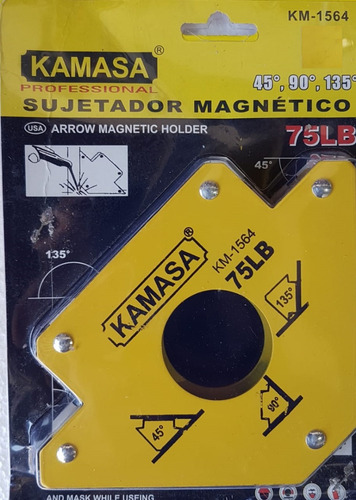 KM-1564
KAMASA®
PROFESSIONAL
45°, 90°, 135°
SUJETADOR MAGNÉTICO
USA ARROW MAGNETIC HOLDER
75LB
45°
135°
KAMASA®
KM-1564
75LB
135°
90°
45°
AND MASK WHILE USEING